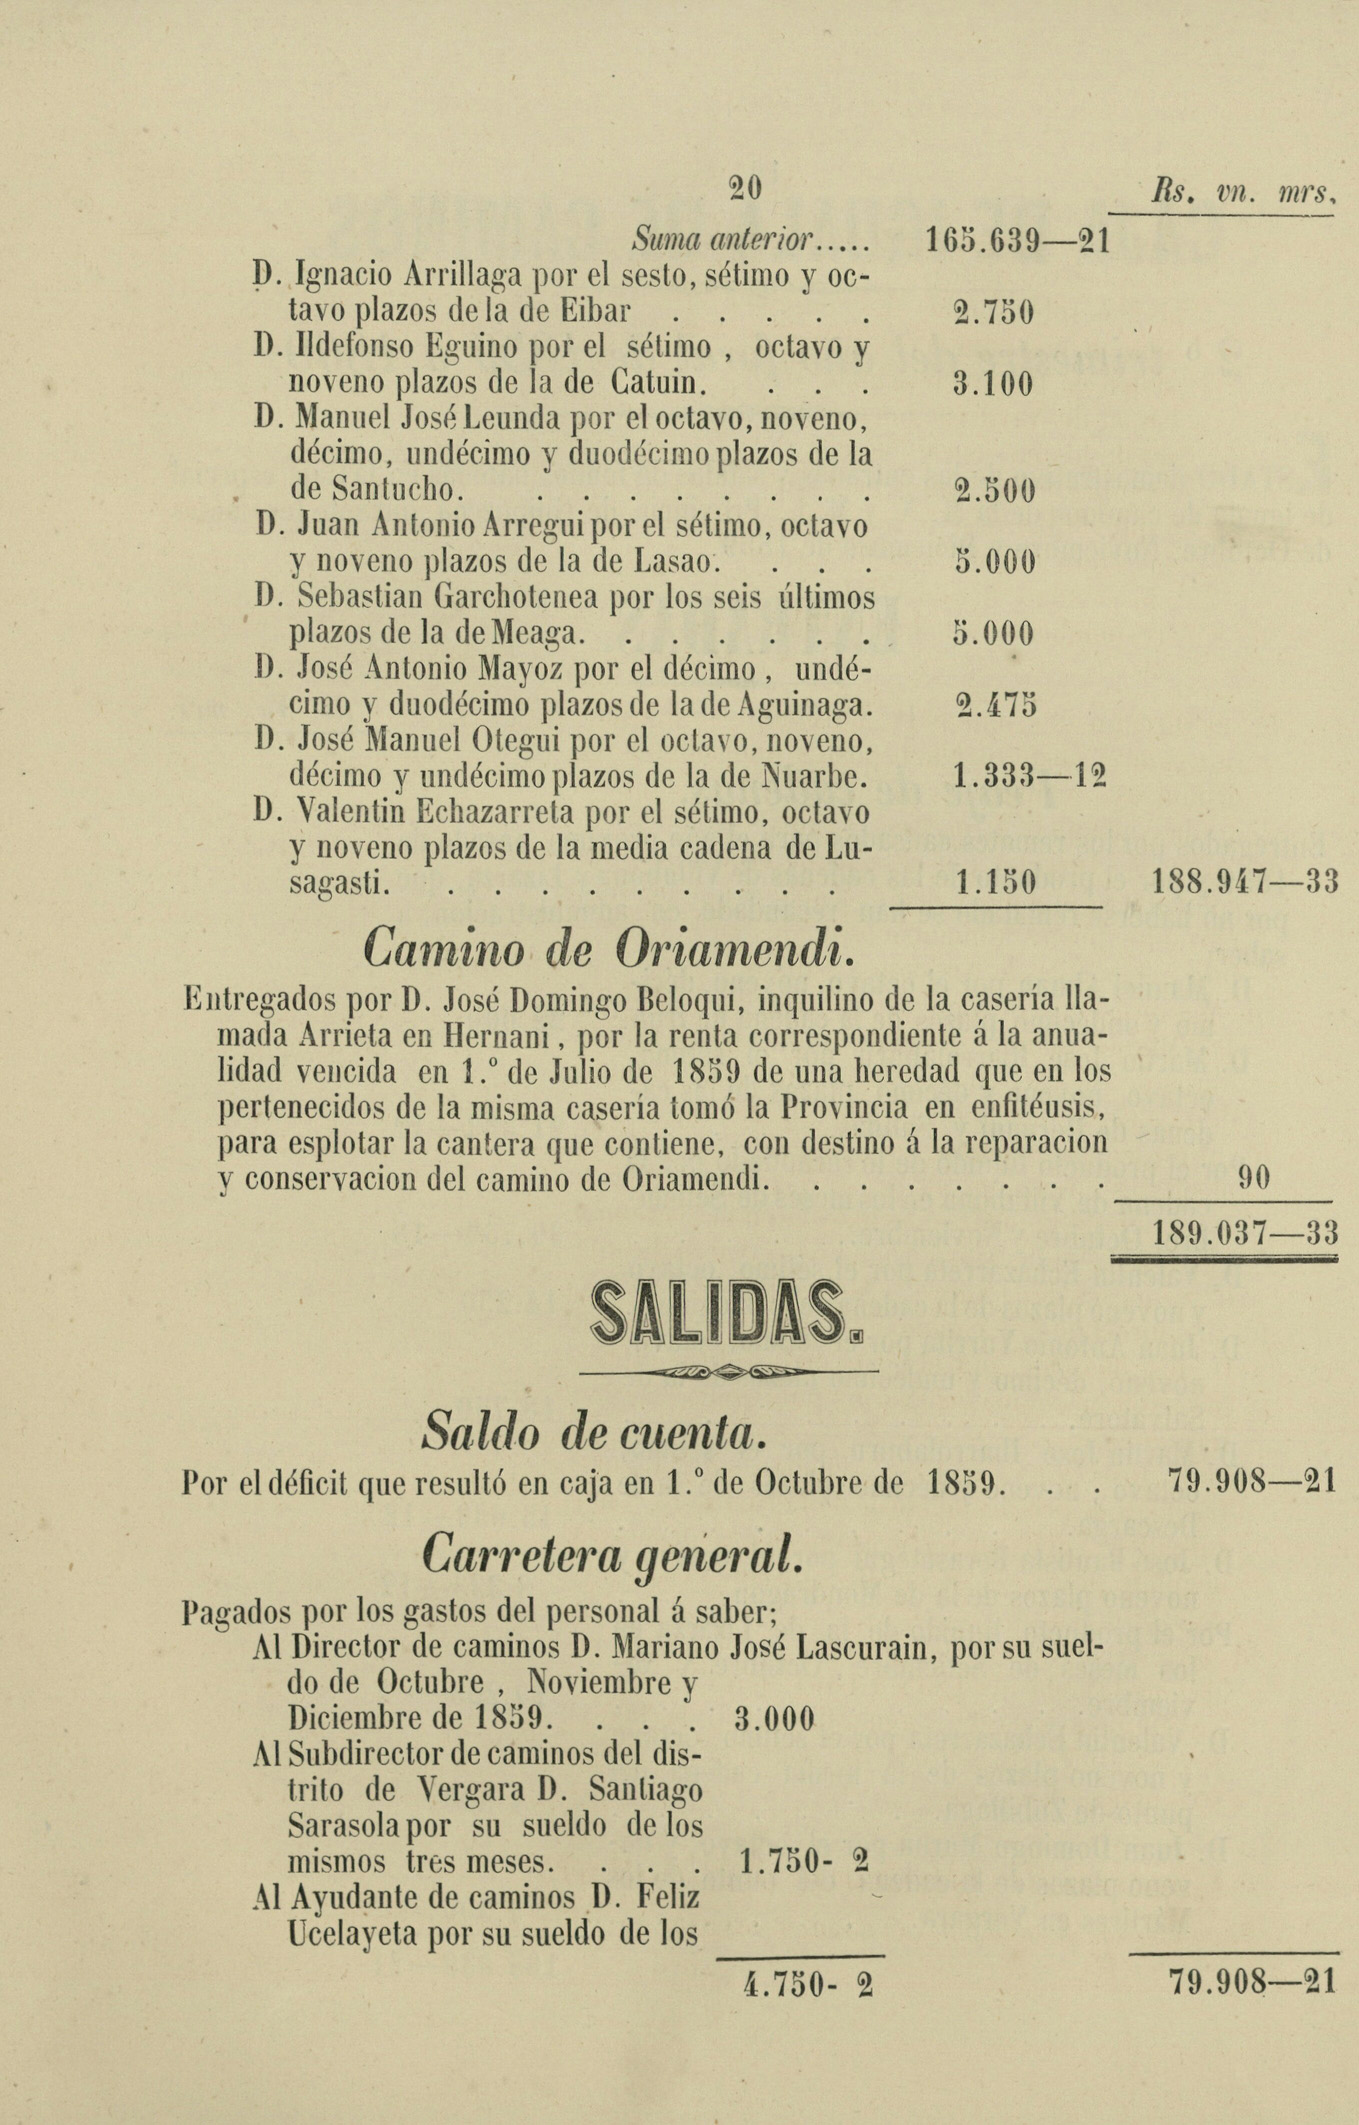 20
Rs. vn. mrs.
Suma anterior..... 165.639—21
D. Ignacio Arrillaga por el sesto, sétimo y oc-
tavo plazos de la de Eibar . . . . . 2.750
D. Ildefonso Eguino por el sétimo , octavo y
noveno plazos de la de Catuin. . . . 3.100
D. Manuel José Leunda por el octavo, noveno,
décimo, undécimo y duodécimo plazos de la
de Santucho. . . . . . . . . 2.500
D. Juan Antonio Arregui por el sétimo, octavo
y noveno plazos de la de Lasao. . . . 5.000
D. Sebastian Garchotenea por los seis últimos
plazos de la de Meaga. . . . . . . 5.000
D. José Antonio Mayoz por el décimo , undé-
cimo y duodécimo plazos de la de Aguinaga. 2.475
D. José Manuel Otegui por el octavo, noveno,
décimo y undécimo plazos de la de Nuarbe. 1.333—12
D. Valentin Echazarreta por el sétimo, octavo
y noveno plazos de la media cadena de Lu-
sagasti. . . . . . . . . . . 1.150 188.947—33
Camino de Oriamendi.
Entregados por D. José Domingo Beloqui, inquilino de la casería lla-
mada Arrieta en Hernani , por la renta correspondiente á la anua-
lidad vencida en 1.º de Julio de 1859 de una heredad que en los
pertenecidos de la misma casería tomó la Provincia en enfitéusis,
para esplotar la cantera que contiene, con destino á la reparacion
y conservacion del camino de Oriamendi. . . . . . . . 90
189.037—33
SALIDAS.
Saldo de cuenta.
Por el déficit que resultó en caja en 1.º de Octubre de 1859. . . 79.908—21
Carretera general.
Pagados por los gastos del personal á saber;
Al Director de caminos D. Mariano José Lascurain, por su suel-
do de Octubre , Noviembre y
Diciembre de 1859. . . . 3.000
Al Subdirector de caminos del dis-
trito de Vergara D. Santiago
Sarasola por su sueldo de los
mismos tres meses. . . . 1.750- 2
Al Ayudante de caminos D. Feliz
Ucelayeta por su sueldo de los
4.750- 2 79.908—21